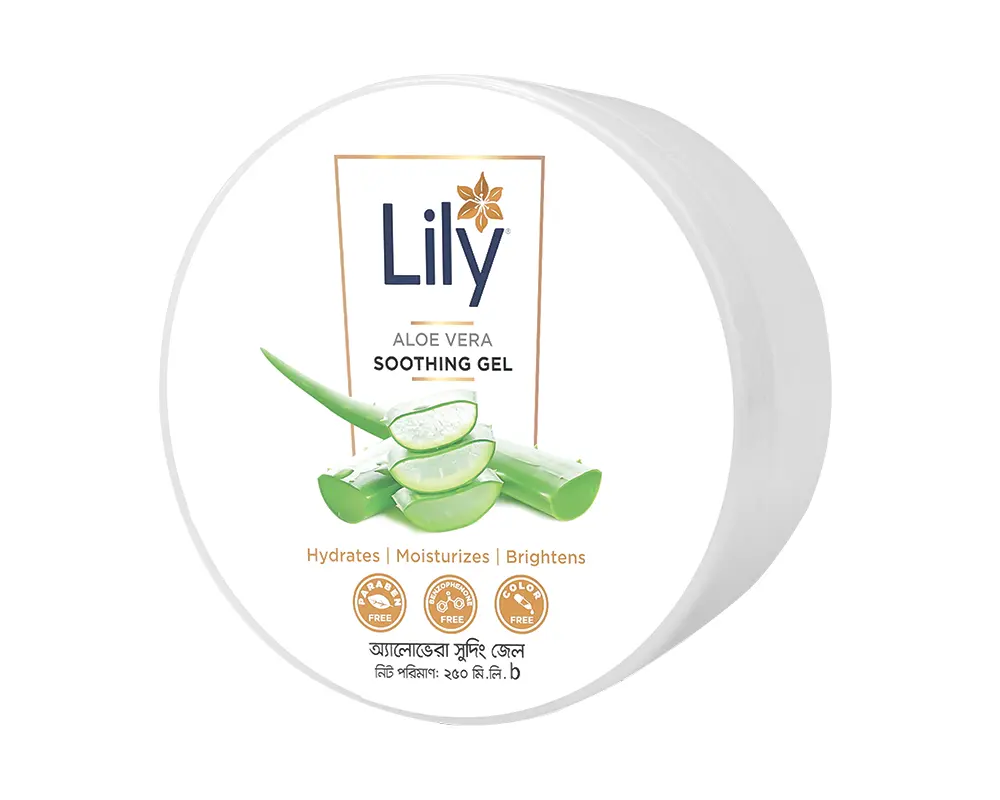 Lily®
ALOE VERA
SOOTHING GEL
Hydrates | Moisturizes | Brightens
PARABEN FREE
BENZOPHENONE FREE
COLOR FREE
অ্যালোভেরা সুদিং জেল
নিট পরিমাণ: ২৫০ মি.লি. b